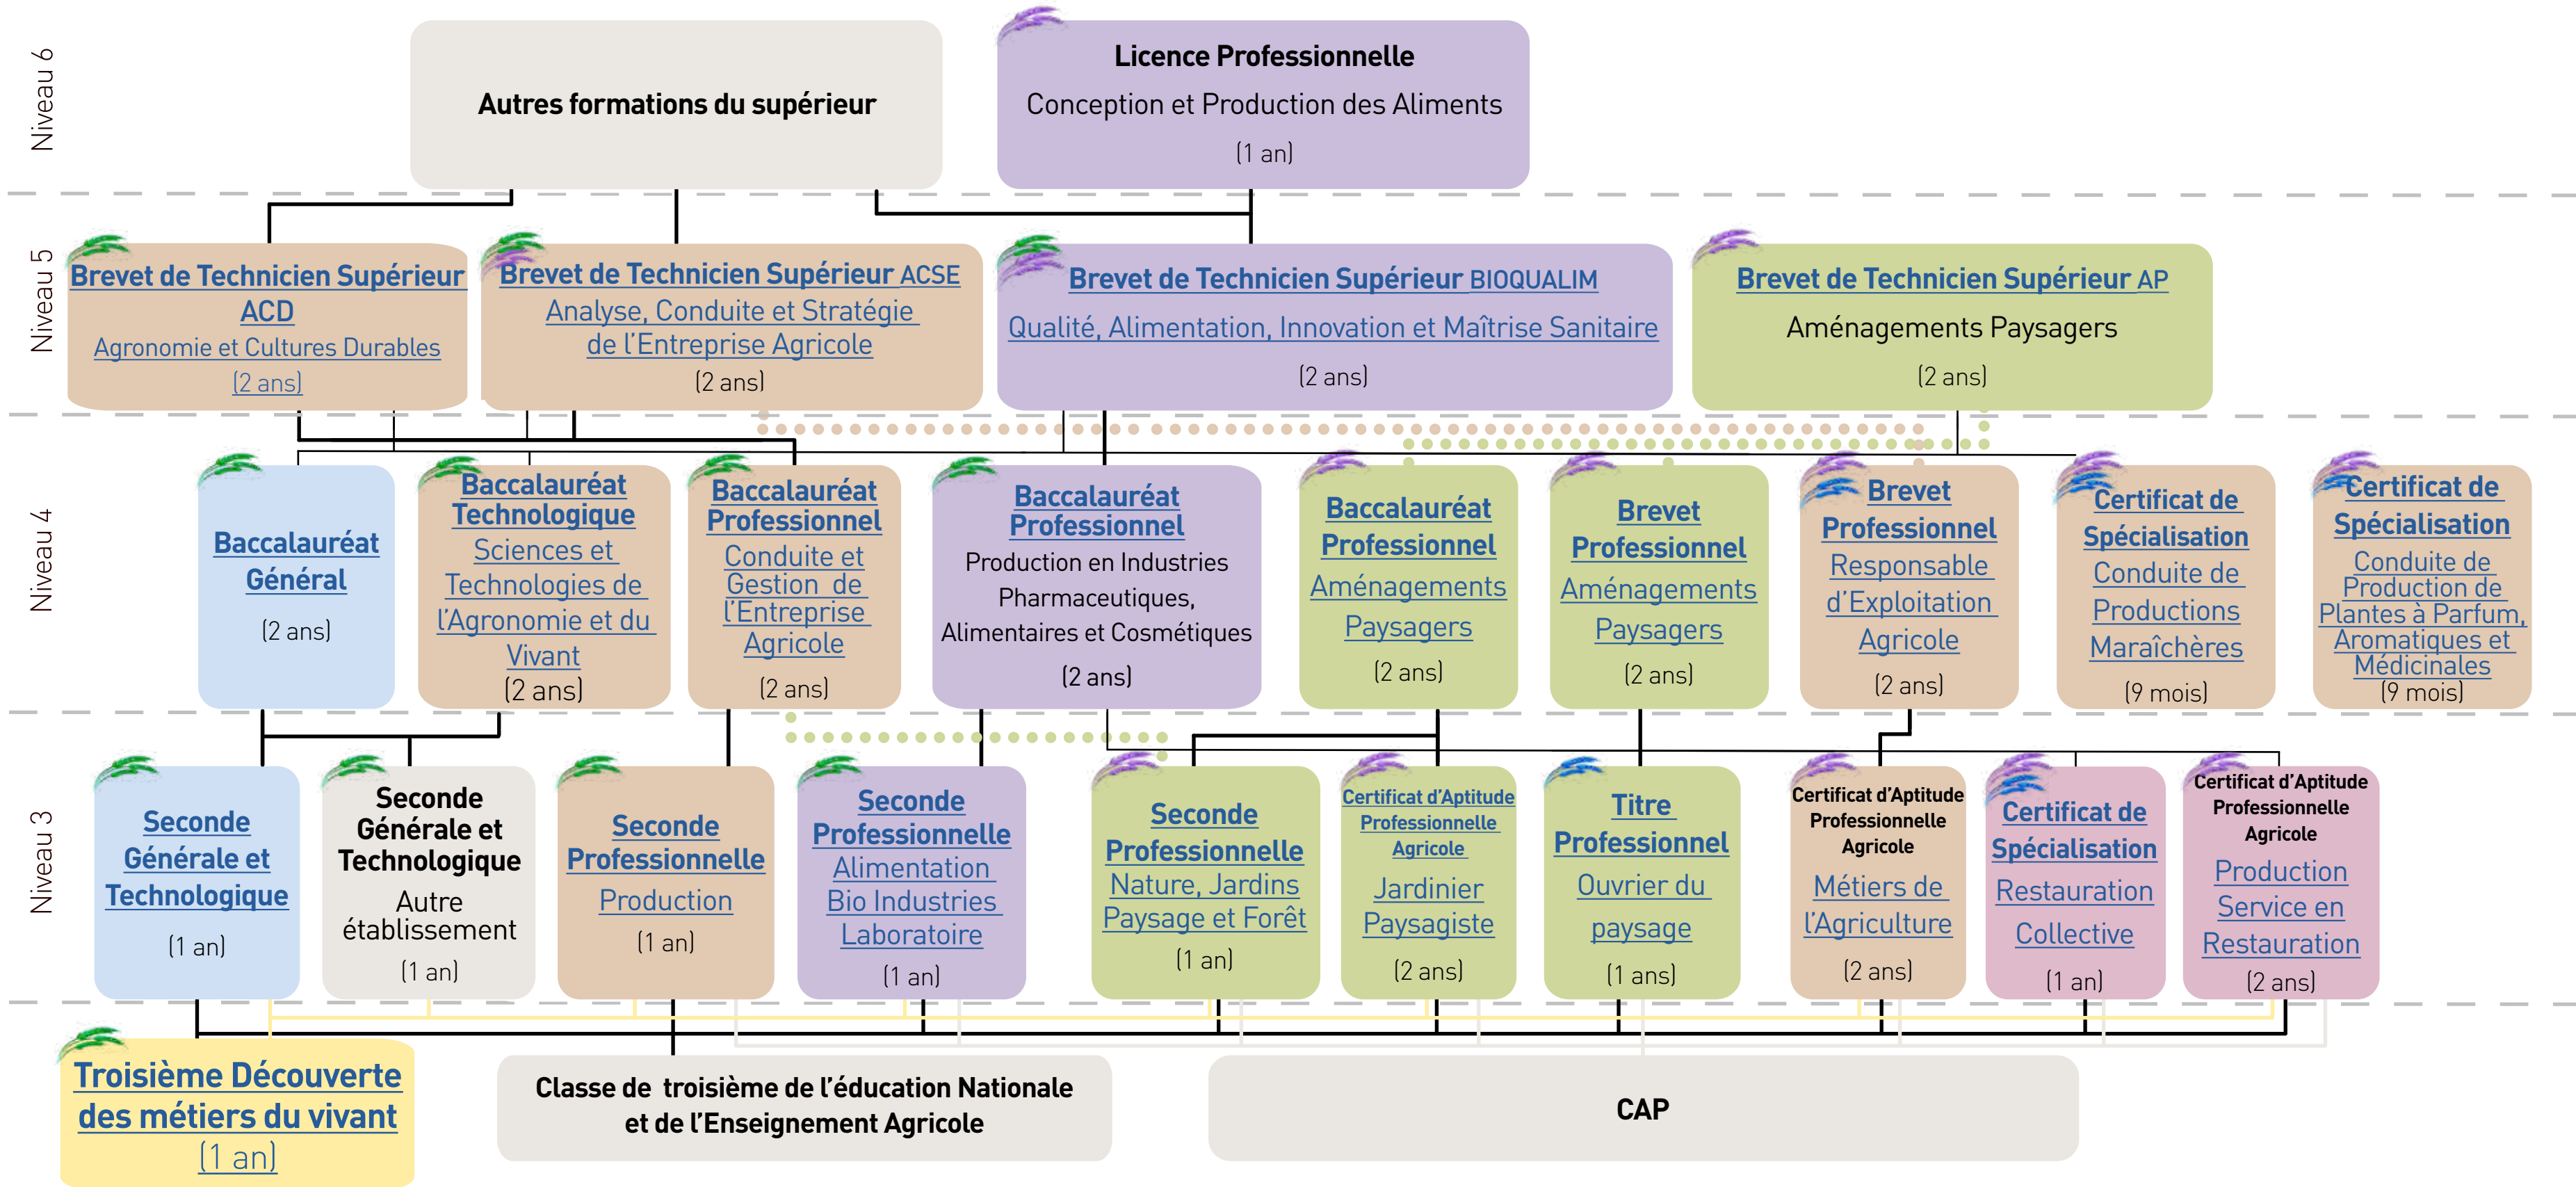 Niveau 6
Autres formations du supérieur
Licence Professionnelle
Conception et Production des Aliments
(1 an)
Niveau 5
Brevet de Technicien Supérieur
ACD
Agronomie et Cultures Durables
(2 ans)
Brevet de Technicien Supérieur ACSE
Analyse, Conduite et Stratégie
de l’Entreprise Agricole
(2 ans)
Brevet de Technicien Supérieur BIOQUALIM
Qualité, Alimentation, Innovation et Maîtrise Sanitaire
(2 ans)
Brevet de Technicien Supérieur AP
Aménagements Paysagers
(2 ans)
Niveau 4
Baccalauréat
Général
(2 ans)
Baccalauréat
Technologique
Sciences et
Technologies de
l’Agronomie et du
Vivant
(2 ans)
Baccalauréat
Professionnel
Conduite et
Gestion de
l’Entreprise
Agricole
(2 ans)
Baccalauréat
Professionnel
Production en Industries
Pharmaceutiques,
Alimentaires et Cosmétiques
(2 ans)
Baccalauréat
Professionnel
Aménagements
Paysagers
(2 ans)
Brevet
Professionnel
Aménagements
Paysagers
(2 ans)
Brevet
Professionnel
Responsable
d’Exploitation
Agricole
(2 ans)
Certificat de
Spécialisation
Conduite de
Productions
Maraîchères
(9 mois)
Certificat de
Spécialisation
Conduite de
Production de
Plantes à Parfum,
Aromatiques et
Médicinales
(9 mois)
Niveau 3
Seconde
Générale et
Technologique
(1 an)
Seconde
Générale et
Technologique
Autre
établissement
(1 an)
Seconde
Professionnelle
Production
(1 an)
Seconde
Professionnelle
Alimentation
Bio Industries
Laboratoire
(1 an)
Seconde
Professionnelle
Nature, Jardins
Paysage et Forêt
(1 an)
Certificat d’Aptitude
Professionnelle
Agricole
Jardinier
Paysagiste
(2 ans)
Titre
Professionnel
Ouvrier du
paysage
(1 ans)
Certificat d’Aptitude
Professionnelle
Agricole
Métiers de
l’Agriculture
(2 ans)
Certificat de
Spécialisation
Restauration
Collective
(1 an)
Certificat d’Aptitude
Professionnelle
Agricole
Production
Service en
Restauration
(2 ans)
Troisième Découverte
des métiers du vivant
(1 an)
Classe de troisième de l’éducation Nationale
et de l’Enseignement Agricole
CAP